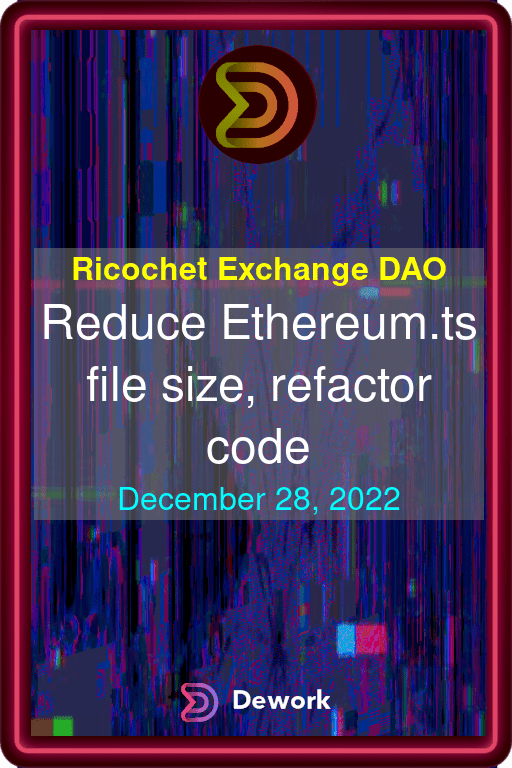 Ricochet Exchange DAO
Reduce Ethereum.ts
file size, refactor
code
December 28, 2022
Dework